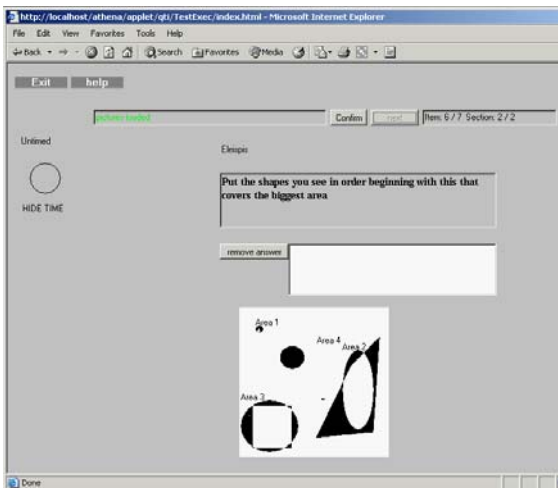 http://localhost/athena/applet/qti/TestExec/index.html - Microsoft Internet Explorer
File Edit View Favorites Tools Help
Back Search Favorites Media
Exit help
pictures loaded Confirm next Item: 6 / 7 Section: 2 / 2
Untimed
HIDE TIME
Put the shapes you see in order beginning with this that
covers the biggest area
remove answer
Area 1
Area 4
Area 2
Area 3
Done